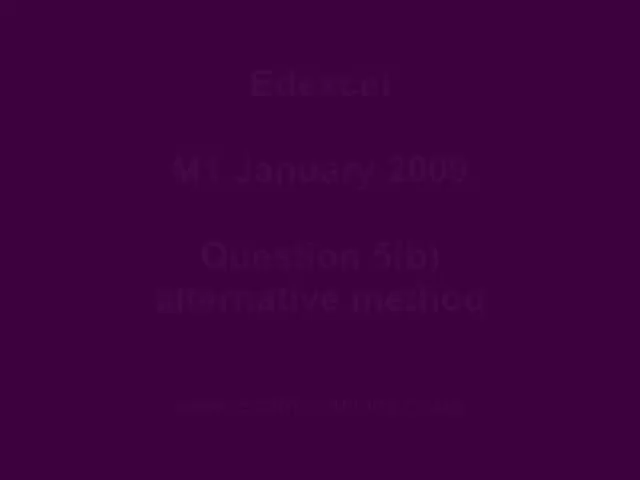 Edexcel
M1 January 2009
Question 5(b)
alternative method